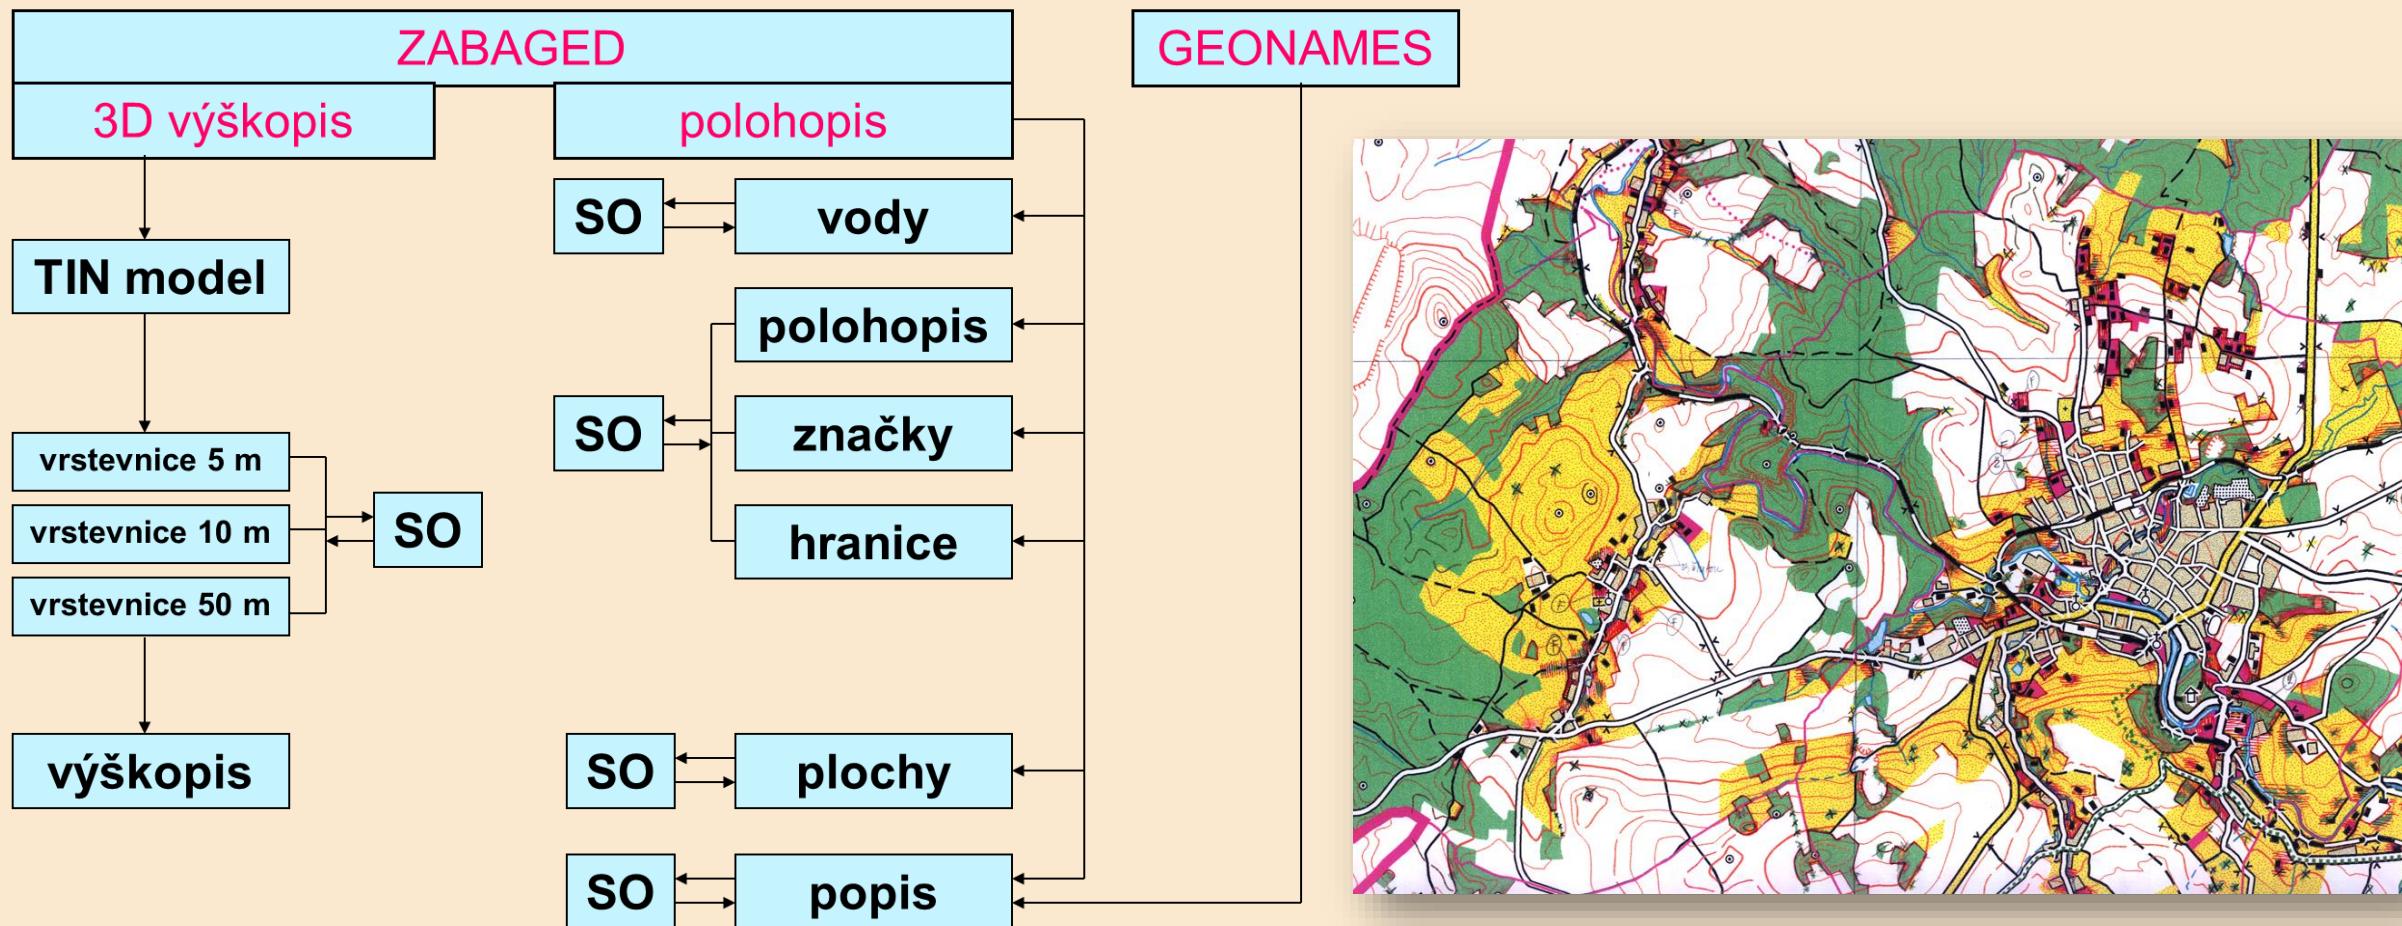 ZABAGED
GEONAMES
3D výškopis
polohopis
SO
vody
TIN model
polohopis
SO
značky
vrstevnice 5 m
vrstevnice 10 m
SO
hranice
vrstevnice 50 m
výškopis
SO
plochy
SO
popis